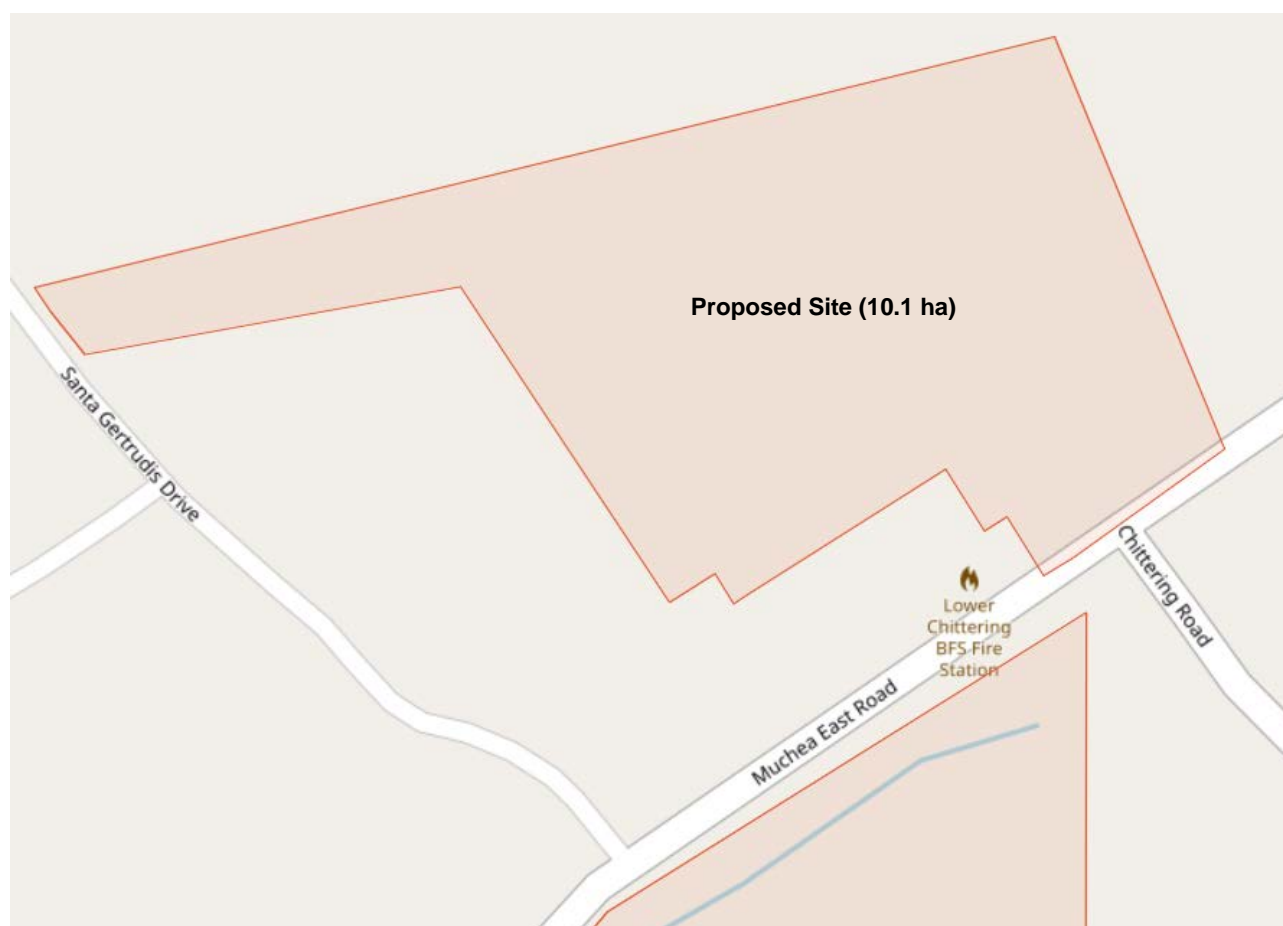 Proposed Site (10.1 ha)
Santa Gertrudis Drive
Chittering Road
Lower
Chittering
BFS Fire
Station
Muchea East Road